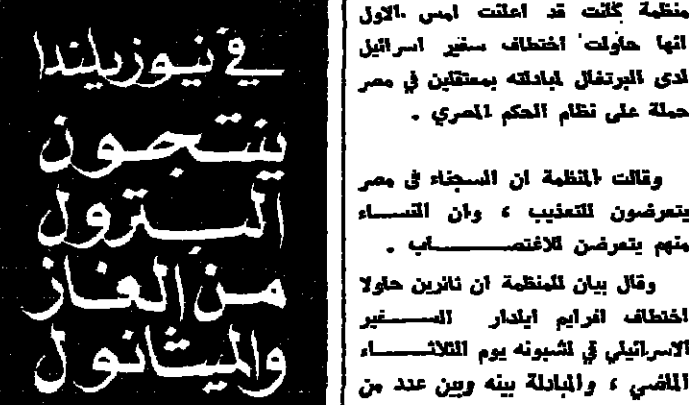 منظمة كانت قد اعلنت امس الاول
انها حاولت اختطاف سفير اسرائيل
لدى البرتغال لمبادلته بمعتقلين في مصر
حملة على نظام الحكم المصري .
وقالت المنظمة ان السجناء في مصر
يتعرضون للتعذيب ، وان النساء
منهم يتعرضن للاغتصـــــاب .
وقال بيان للمنظمة ان ثائرين حاولا
اختطاف افرايم ايلدار الســـفير
الاسرائيلي في لشبونه يوم الثلاثـــاء
الماضي ، والمبادلة بينه وبين عدد من
في نيوزيلندا
ينتجون
البترول
من الغاز
والميثانول